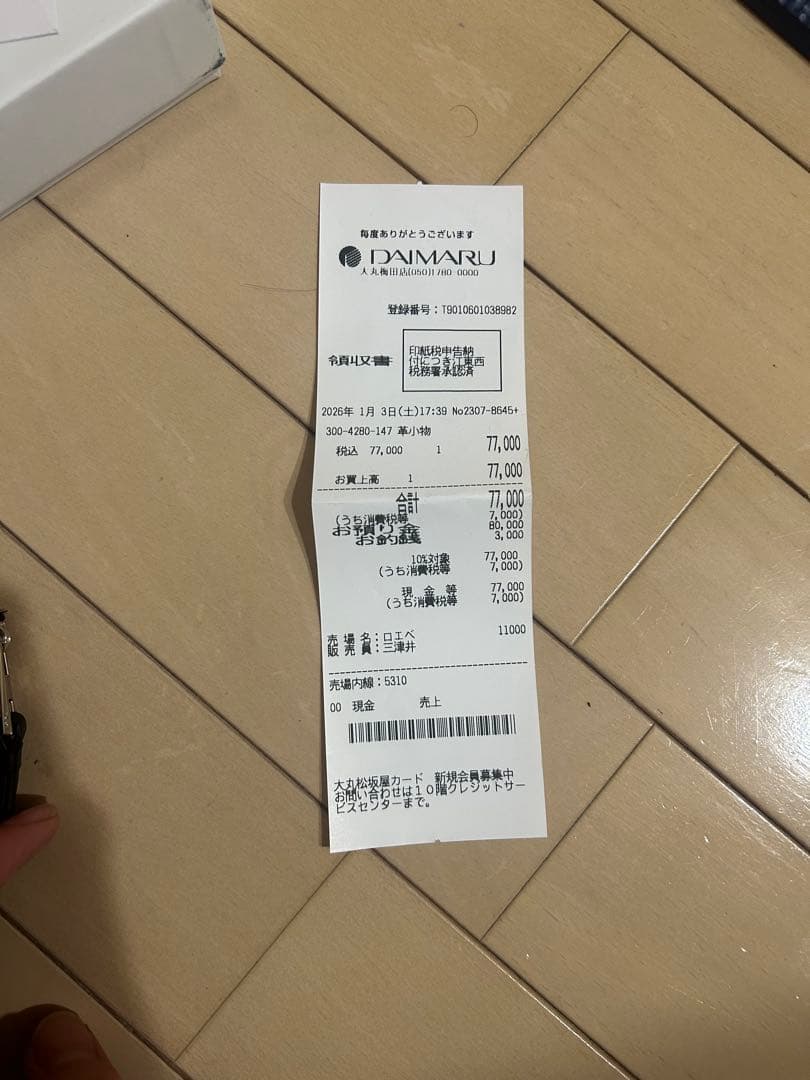 毎度ありがとうございます
DAIMARU
大丸梅田店(050)1780-0000
登録番号：T9010601038982
領収書
印紙税申告納
付につき江東西
税務署承認済
2026年 1月 3日(土)17:39 No2307-8645+
300-4280-147 革小物
税込 77,000 1 77,000
お買上高 1 77,000
合計 77,000
(うち消費税等 7,000)
お預り金 80,000
お釣銭 3,000
10%対象 77,000
(うち消費税等 7,000)
現金等 77,000
(うち消費税等 7,000)
売場名：ロエベ 11000
販売員：三津井
売場内線：5310
00 現金 売上
大丸松坂屋カード 新規会員募集中
お問い合わせは１０階クレジットサー
ビスセンターまで。